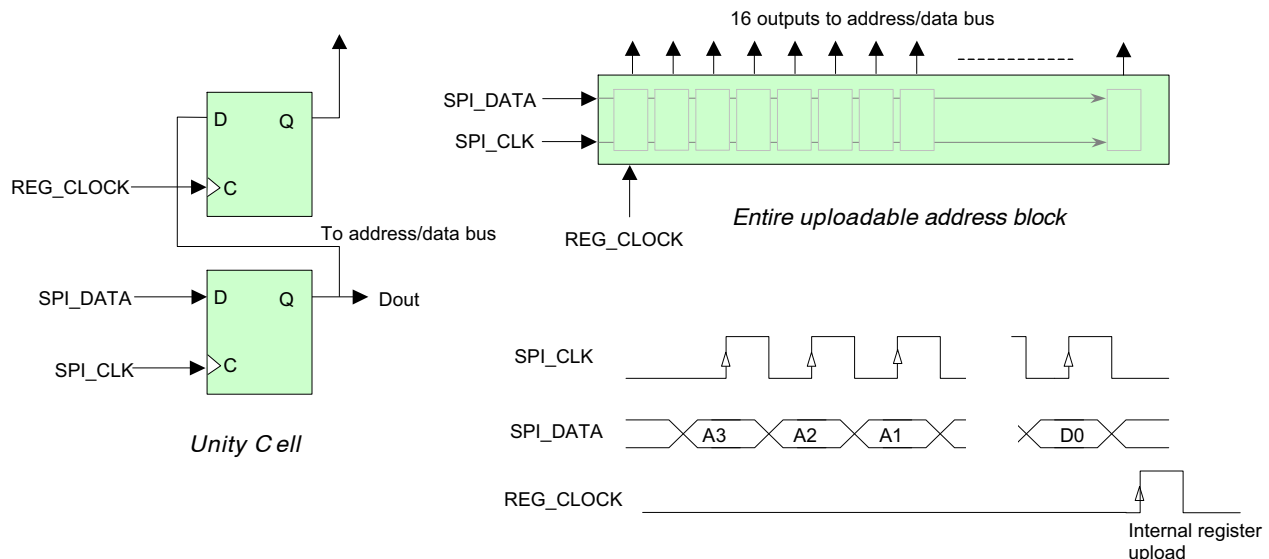 16 outputs to address/data bus
D
Q
REG_CLOCK
C
To address/data bus
SPI_DATA
D
Q
Dout
SPI_CLK
C
Unity Cell
SPI_DATA
SPI_CLK
REG_CLOCK
Entire uploadable address block
SPI_CLK
SPI_DATA
A3
A2
A1
D0
REG_CLOCK
Internal register
upload